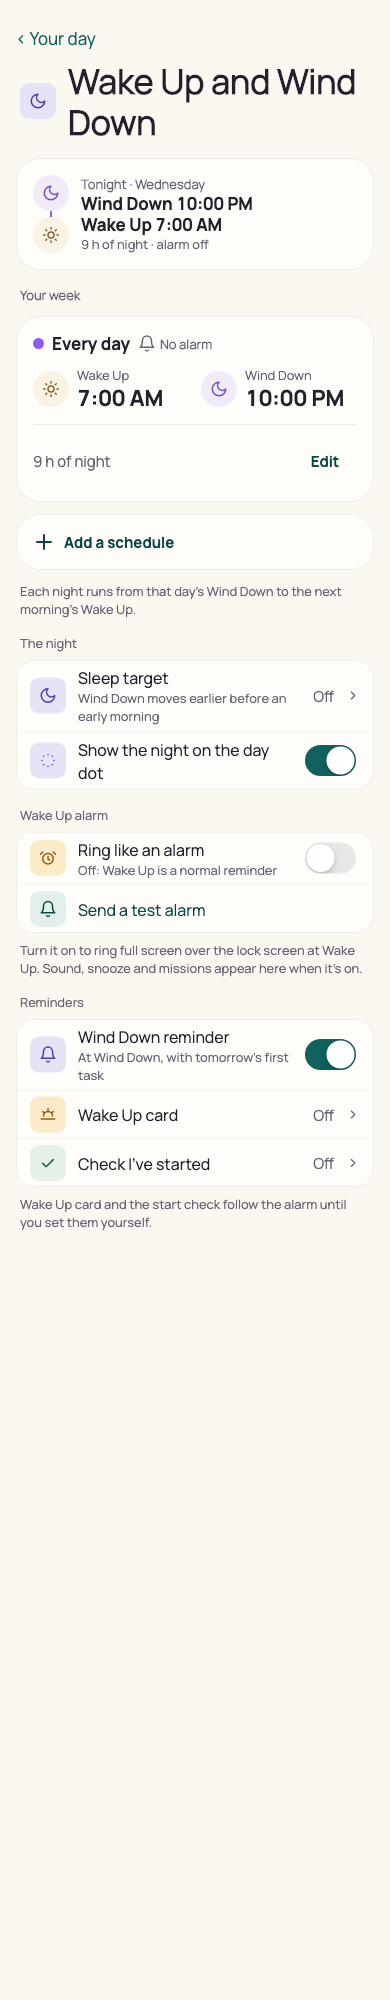 ‹ Your day
Wake Up and Wind
Down
Tonight · Wednesday
Wind Down 10:00 PM
Wake Up 7:00 AM
9 h of night · alarm off
Your week
Every day
No alarm
Wake Up
7:00 AM
Wind Down
10:00 PM
9 h of night
Edit
Add a schedule
Each night runs from that day's Wind Down to the next
morning's Wake Up.
The night
Sleep target
Wind Down moves earlier before an
early morning
Off
Show the night on the day
dot
Wake Up alarm
Ring like an alarm
Off: Wake Up is a normal reminder
Send a test alarm
Turn it on to ring full screen over the lock screen at Wake
Up. Sound, snooze and missions appear here when it's on.
Reminders
Wind Down reminder
At Wind Down, with tomorrow's first
task
Wake Up card
Off
Check I've started
Off
Wake Up card and the start check follow the alarm until
you set them yourself.